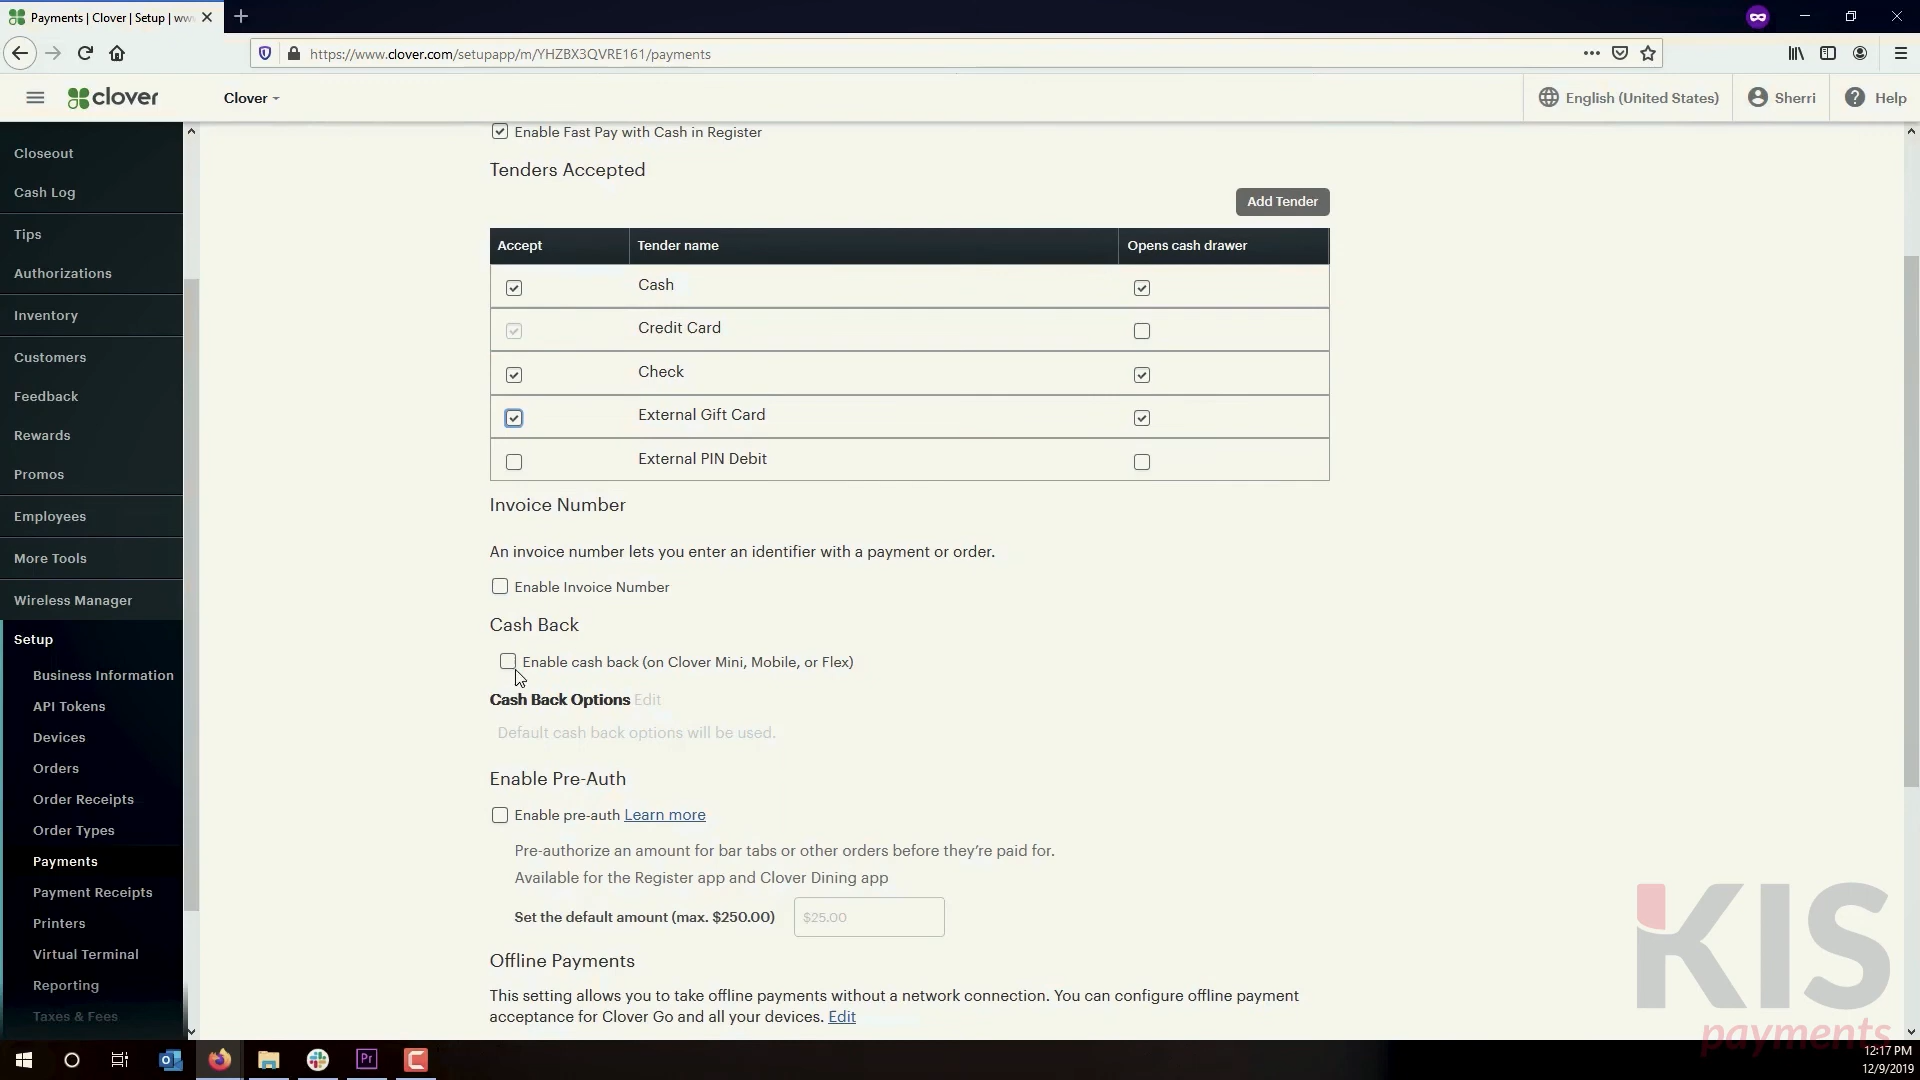 Payments | Clover | Setup | ww
https://www.clover.com/setupapp/m/YHZBX3QVRE161/payments
clover
Clover
English (United States)
Sherri
Help
Closeout
Cash Log
Tips
Authorizations
Inventory
Customers
Feedback
Rewards
Promos
Employees
More Tools
Wireless Manager
Setup
Business Information
API Tokens
Devices
Orders
Order Receipts
Order Types
Payments
Payment Receipts
Printers
Virtual Terminal
Reporting
Taxes & Fees
Enable Fast Pay with Cash in Register
Tenders Accepted
Add Tender
Accept Tender name Opens cash drawer
Cash
Credit Card
Check
External Gift Card
External PIN Debit
Invoice Number
An invoice number lets you enter an identifier with a payment or order.
Enable Invoice Number
Cash Back
Enable cash back (on Clover Mini, Mobile, or Flex)
Cash Back Options Edit
Default cash back options will be used.
Enable Pre-Auth
Enable pre-auth Learn more
Pre-authorize an amount for bar tabs or other orders before they're paid for.
Available for the Register app and Clover Dining app
Set the default amount (max. $250.00) $25.00
Offline Payments
This setting allows you to take offline payments without a network connection. You can configure offline payment
acceptance for Clover Go and all your devices. Edit
KIS
payments
Pr
12:17 PM
12/9/2019